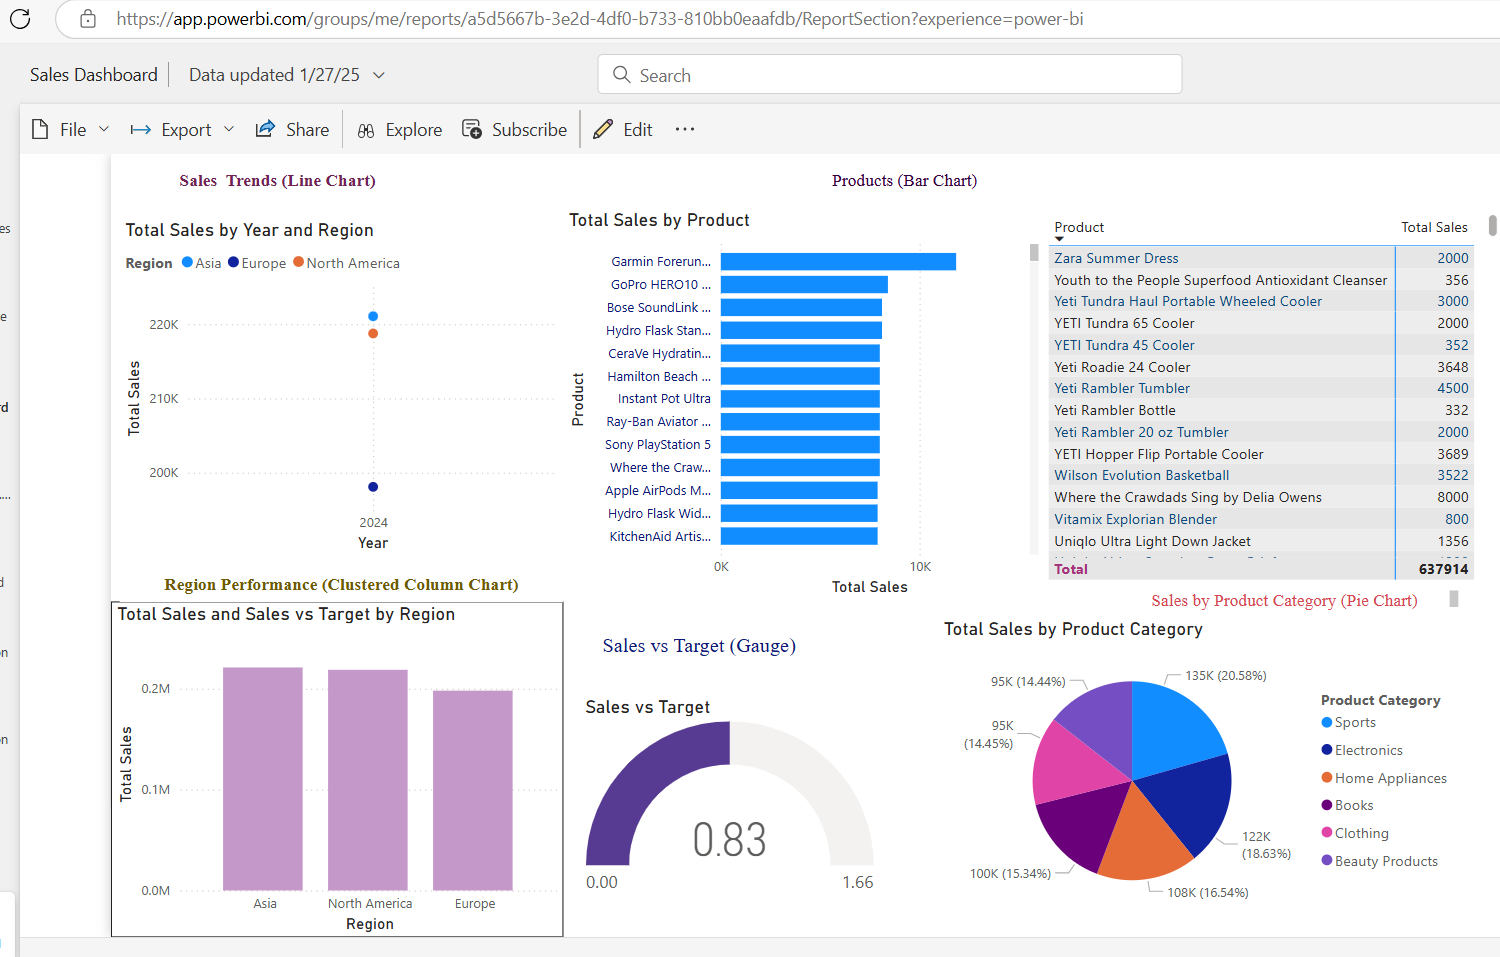 https://app.powerbi.com/groups/me/reports/a5d5667b-3e2d-4df0-b733-810bb0eaafdb/ReportSection?experience=power-bi
Sales Dashboard
Data updated 1/27/25
Search
File
Export
Share
Explore
Subscribe
Edit
Sales Trends (Line Chart)
Total Sales by Year and Region
Region Asia Europe North America
Total Sales
220K
210K
200K
2024
Year
Products (Bar Chart)
Total Sales by Product
Product
Garmin Forerun...
GoPro HERO10 ...
Bose SoundLink ...
Hydro Flask Stan...
CeraVe Hydratin...
Hamilton Beach ...
Instant Pot Ultra
Ray-Ban Aviator ...
Sony PlayStation 5
Where the Craw...
Apple AirPods M...
Hydro Flask Wid...
KitchenAid Artis...
0K 10K
Total Sales
Product Total Sales
Zara Summer Dress 2000
Youth to the People Superfood Antioxidant Cleanser 356
Yeti Tundra Haul Portable Wheeled Cooler 3000
YETI Tundra 65 Cooler 2000
YETI Tundra 45 Cooler 352
Yeti Roadie 24 Cooler 3648
Yeti Rambler Tumbler 4500
Yeti Rambler Bottle 332
Yeti Rambler 20 oz Tumbler 2000
YETI Hopper Flip Portable Cooler 3689
Wilson Evolution Basketball 3522
Where the Crawdads Sing by Delia Owens 8000
Vitamix Explorian Blender 800
Uniqlo Ultra Light Down Jacket 1356
Total 637914
Region Performance (Clustered Column Chart)
Total Sales and Sales vs Target by Region
Total Sales
0.2M
0.1M
0.0M
Asia North America Europe
Region
Sales vs Target (Gauge)
Sales vs Target
0.83
0.00 1.66
Sales by Product Category (Pie Chart)
Total Sales by Product Category
135K (20.58%)
122K
(18.63%)
108K (16.54%)
100K (15.34%)
95K
(14.45%)
95K (14.44%)
Product Category
Sports
Electronics
Home Appliances
Books
Clothing
Beauty Products